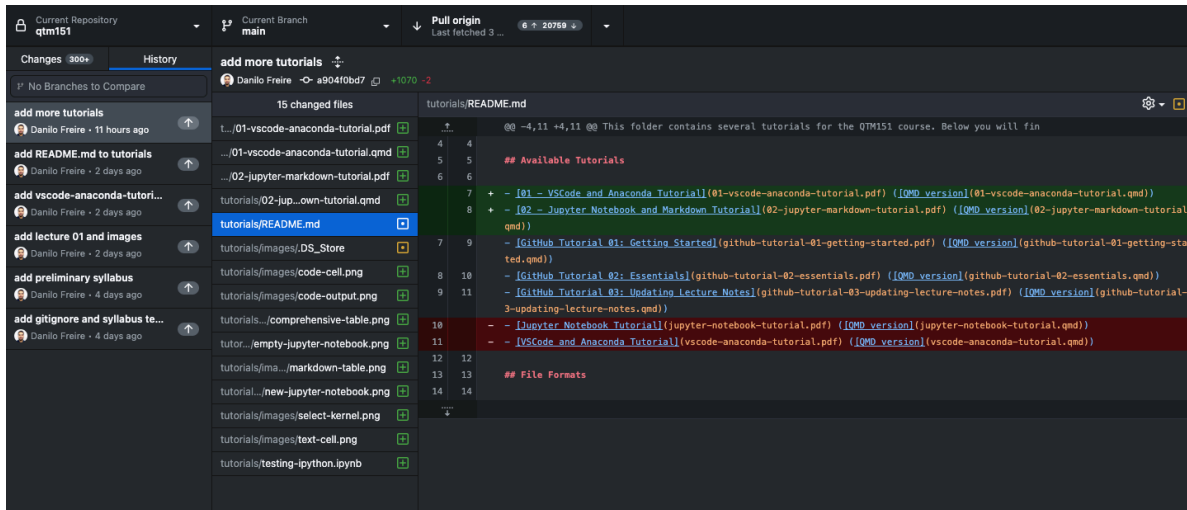 Current Repository
qtm151
Current Branch
main
Pull origin
Last fetched 3 ...
6 ↑ 20759 ↓
Changes 300+
History
No Branches to Compare
add more tutorials
Danilo Freire • 11 hours ago
add README.md to tutorials
Danilo Freire • 2 days ago
add vscode-anaconda-tutori...
Danilo Freire • 2 days ago
add lecture 01 and images
Danilo Freire • 2 days ago
add preliminary syllabus
Danilo Freire • 4 days ago
add gitignore and syllabus te...
Danilo Freire • 4 days ago
add more tutorials
Danilo Freire a904f0bd7 +1070 -2
15 changed files
t.../01-vscode-anaconda-tutorial.pdf
.../01-vscode-anaconda-tutorial.qmd
.../02-jupyter-markdown-tutorial.pdf
tutorials/02-jup...own-tutorial.qmd
tutorials/README.md
tutorials/images/.DS_Store
tutorials/images/code-cell.png
tutorials/images/code-output.png
tutorials.../comprehensive-table.png
tutor.../empty-jupyter-notebook.png
tutorials/ima.../markdown-table.png
tutorial.../new-jupyter-notebook.png
tutorials/images/select-kernel.png
tutorials/images/text-cell.png
tutorials/testing-ipython.ipynb
tutorials/README.md
@@ -4,11 +4,11 @@ This folder contains several tutorials for the QTM151 course. Below you will fin
4 4
5 5 ## Available Tutorials
6 6
7 + - [01 - VSCode and Anaconda Tutorial](01-vscode-anaconda-tutorial.pdf) ([QMD version](01-vscode-anaconda-tutorial.qmd))
8 + - [02 - Jupyter Notebook and Markdown Tutorial](02-jupyter-markdown-tutorial.pdf) ([QMD version](02-jupyter-markdown-tutorial
qmd))
7 9 - [GitHub Tutorial 01: Getting Started](github-tutorial-01-getting-started.pdf) ([QMD version](github-tutorial-01-getting-sta
ted.qmd))
8 10 - [GitHub Tutorial 02: Essentials](github-tutorial-02-essentials.pdf) ([QMD version](github-tutorial-02-essentials.qmd))
9 11 - [GitHub Tutorial 03: Updating Lecture Notes](github-tutorial-03-updating-lecture-notes.pdf) ([QMD version](github-tutorial-
3-updating-lecture-notes.qmd))
10 - - [Jupyter Notebook Tutorial](jupyter-notebook-tutorial.pdf) ([QMD version](jupyter-notebook-tutorial.qmd))
11 - - [VSCode and Anaconda Tutorial](vscode-anaconda-tutorial.pdf) ([QMD version](vscode-anaconda-tutorial.qmd))
12 12
13 13 ## File Formats
14 14